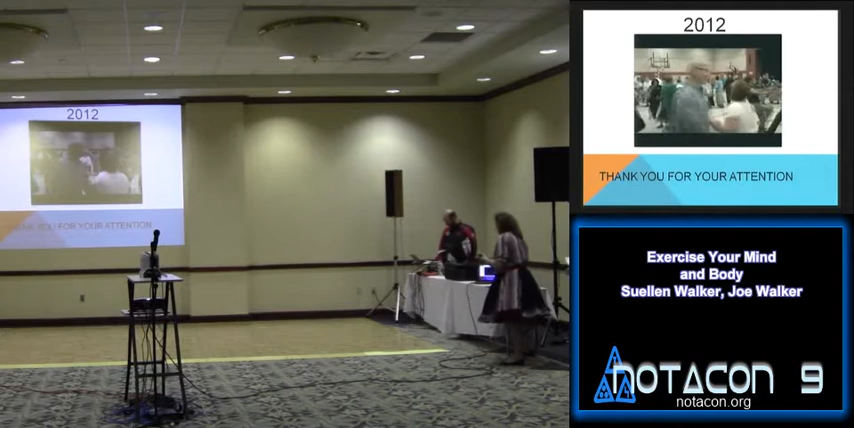 2012
THANK YOU FOR YOUR ATTENTION
2012
THANK YOU FOR YOUR ATTENTION
Exercise Your Mind
and Body
Suellen Walker, Joe Walker
NOTACON 9
notacon.org